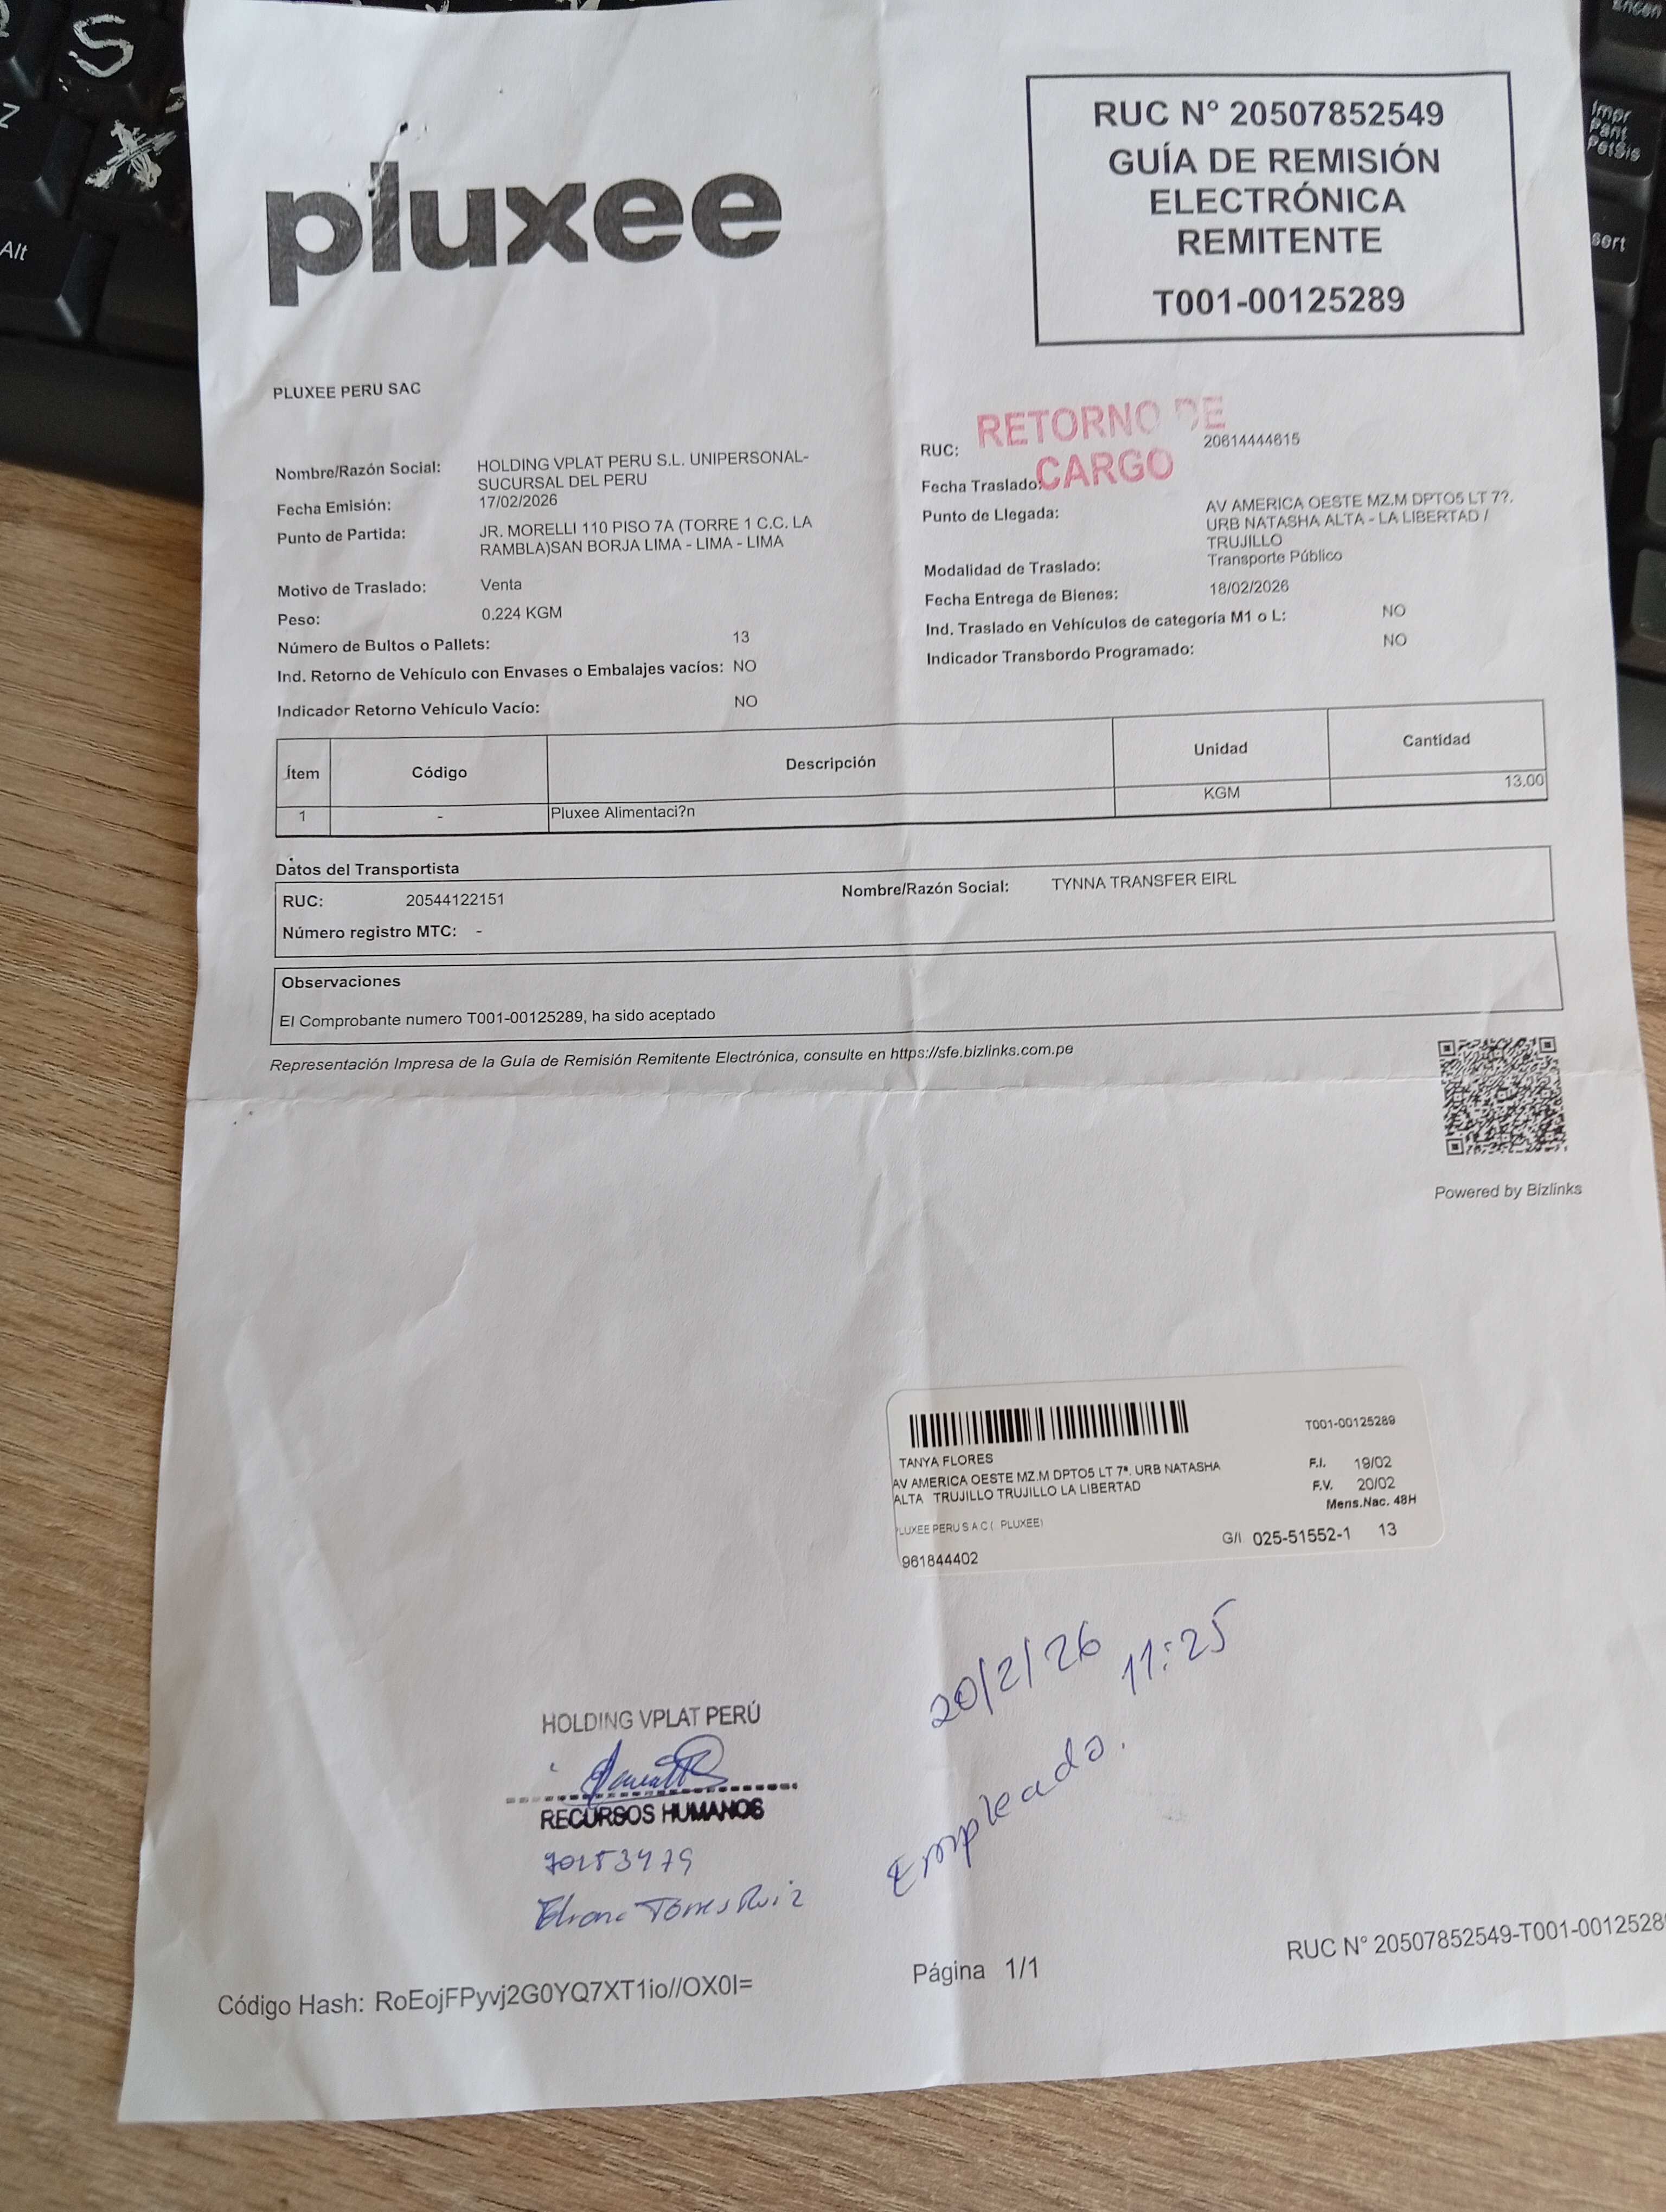 S
Z
Alt
Impr
Pant
PetSis
pluxee
RUC N° 20507852549
GUÍA DE REMISIÓN
ELECTRÓNICA
REMITENTE
T001-00125289
PLUXEE PERU SAC
RETORNO DE
CARGO
Nombre/Razón Social: HOLDING VPLAT PERU S.L. UNIPERSONAL-
SUCURSAL DEL PERU
Fecha Emisión: 17/02/2026
Punto de Partida: JR. MORELLI 110 PISO 7A (TORRE 1 C.C. LA
RAMBLA)SAN BORJA LIMA - LIMA - LIMA
Motivo de Traslado: Venta
Peso: 0.224 KGM
Número de Bultos o Pallets: 13
Ind. Retorno de Vehículo con Envases o Embalajes vacíos: NO
Indicador Retorno Vehículo Vacío: NO
RUC: 20614444615
Fecha Traslado:
Punto de Llegada: AV AMERICA OESTE MZ.M DPTO5 LT 7?.
URB NATASHA ALTA - LA LIBERTAD /
TRUJILLO
Modalidad de Traslado: Transporte Público
Fecha Entrega de Bienes: 18/02/2026
Ind. Traslado en Vehículos de categoría M1 o L: NO
Indicador Transbordo Programado: NO
Ítem Código Descripción Unidad Cantidad
1 - Pluxee Alimentaci?n KGM 13.00
Datos del Transportista
RUC: 20544122151 Nombre/Razón Social: TYNNA TRANSFER EIRL
Número registro MTC: -
Observaciones
El Comprobante numero T001-00125289, ha sido aceptado
Representación Impresa de la Guía de Remisión Remitente Electrónica, consulte en https://sfe.bizlinks.com.pe
Powered by Bizlinks
T001-00125289
TANYA FLORES
AV AMERICA OESTE MZ.M DPTO5 LT 7ª. URB NATASHA
ALTA TRUJILLO TRUJILLO LA LIBERTAD
F.I. 19/02
F.V. 20/02
Mens.Nac. 48H
PLUXEE PERU S A C ( PLUXEE)
G/I 025-51552-1 13
961844402
20/2/26 11:25
Empleado.
HOLDING VPLAT PERÚ
RECURSOS HUMANOS
Torres Ruiz
Código Hash: RoEojFPyvj2G0YQ7XT1io//OX0I=
Página 1/1
RUC N° 20507852549-T001-0012528